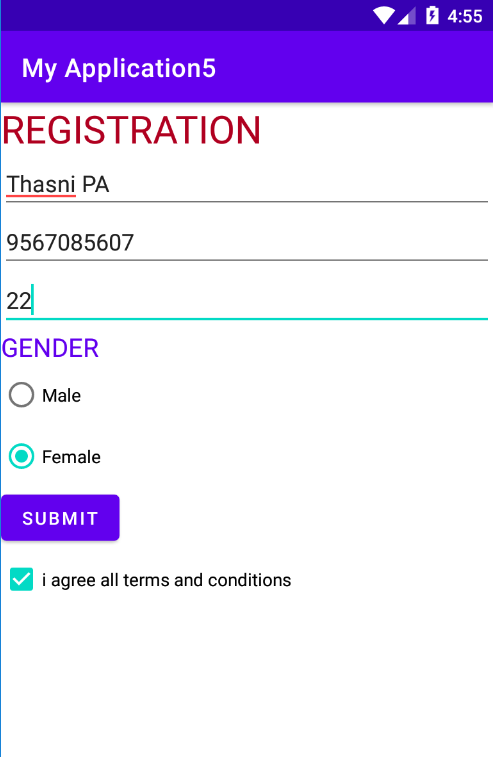 4:55
My Application5
REGISTRATION
Thasni PA
9567085607
22
GENDER
Male
Female
SUBMIT
i agree all terms and conditions